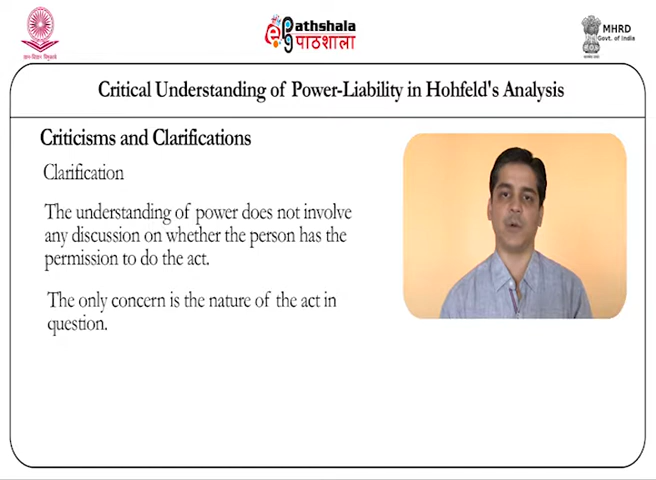 Pathshala
पाठशाला
MHRD
Govt. of India
Critical Understanding of Power-Liability in Hohfeld's Analysis
Criticisms and Clarifications
Clarification
The understanding of power does not involve
any discussion on whether the person has the
permission to do the act.
The only concern is the nature of the act in
question.